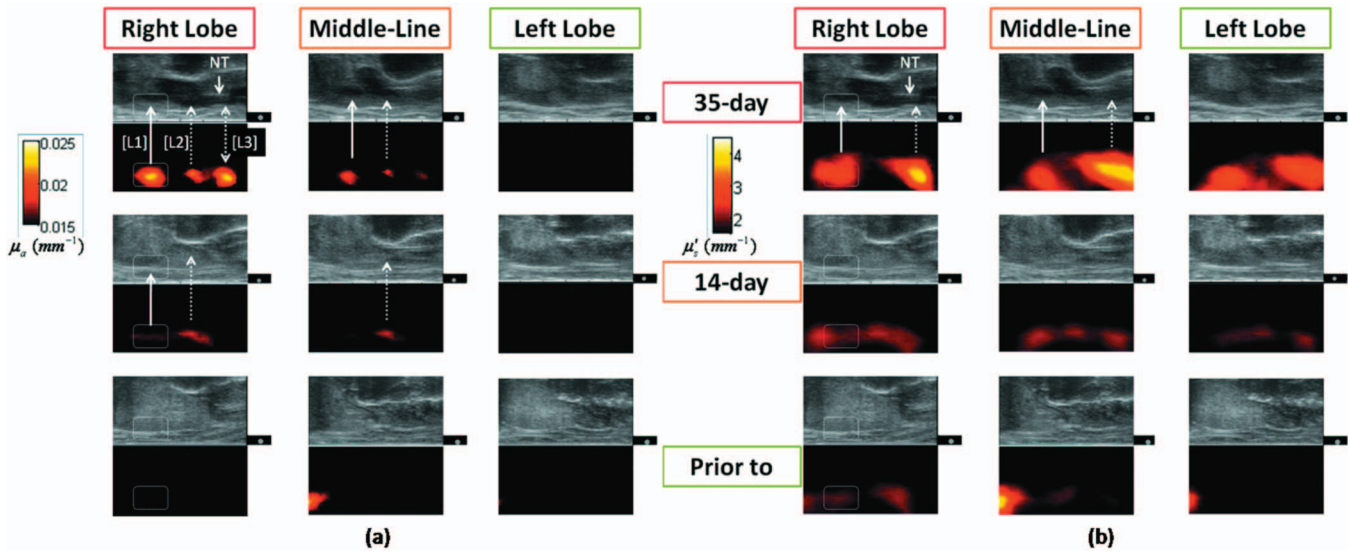 Right Lobe Middle-Line Left Lobe Right Lobe Middle-Line Left Lobe
NT NT
35-day
[L1] [L2] [L3]
0.025
0.02
0.015
μa (mm⁻¹)
4
3
2
μ′s (mm⁻¹)
14-day
Prior to
(a) (b)